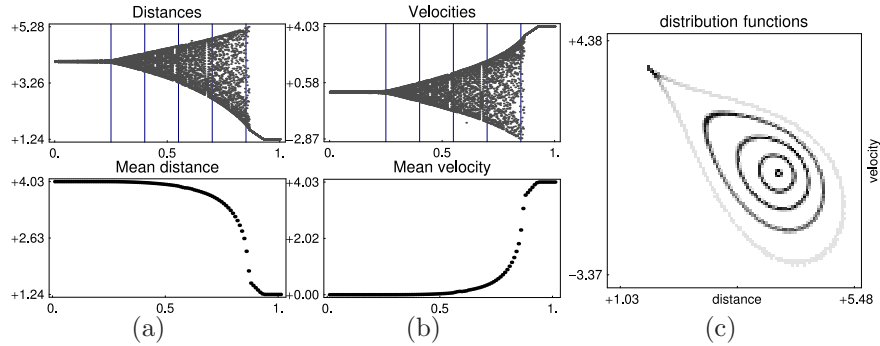 Distances
+5.28
+3.26
+1.24
0.
0.5
1.
Mean distance
+4.03
+2.63
+1.24
0.
0.5
1.
(a)
Velocities
+4.03
+0.58
-2.87
0.
0.5
1.
Mean velocity
+4.03
+2.02
+0.00
0.
0.5
1.
(b)
distribution functions
+4.38
velocity
-3.37
+1.03
distance
+5.48
(c)